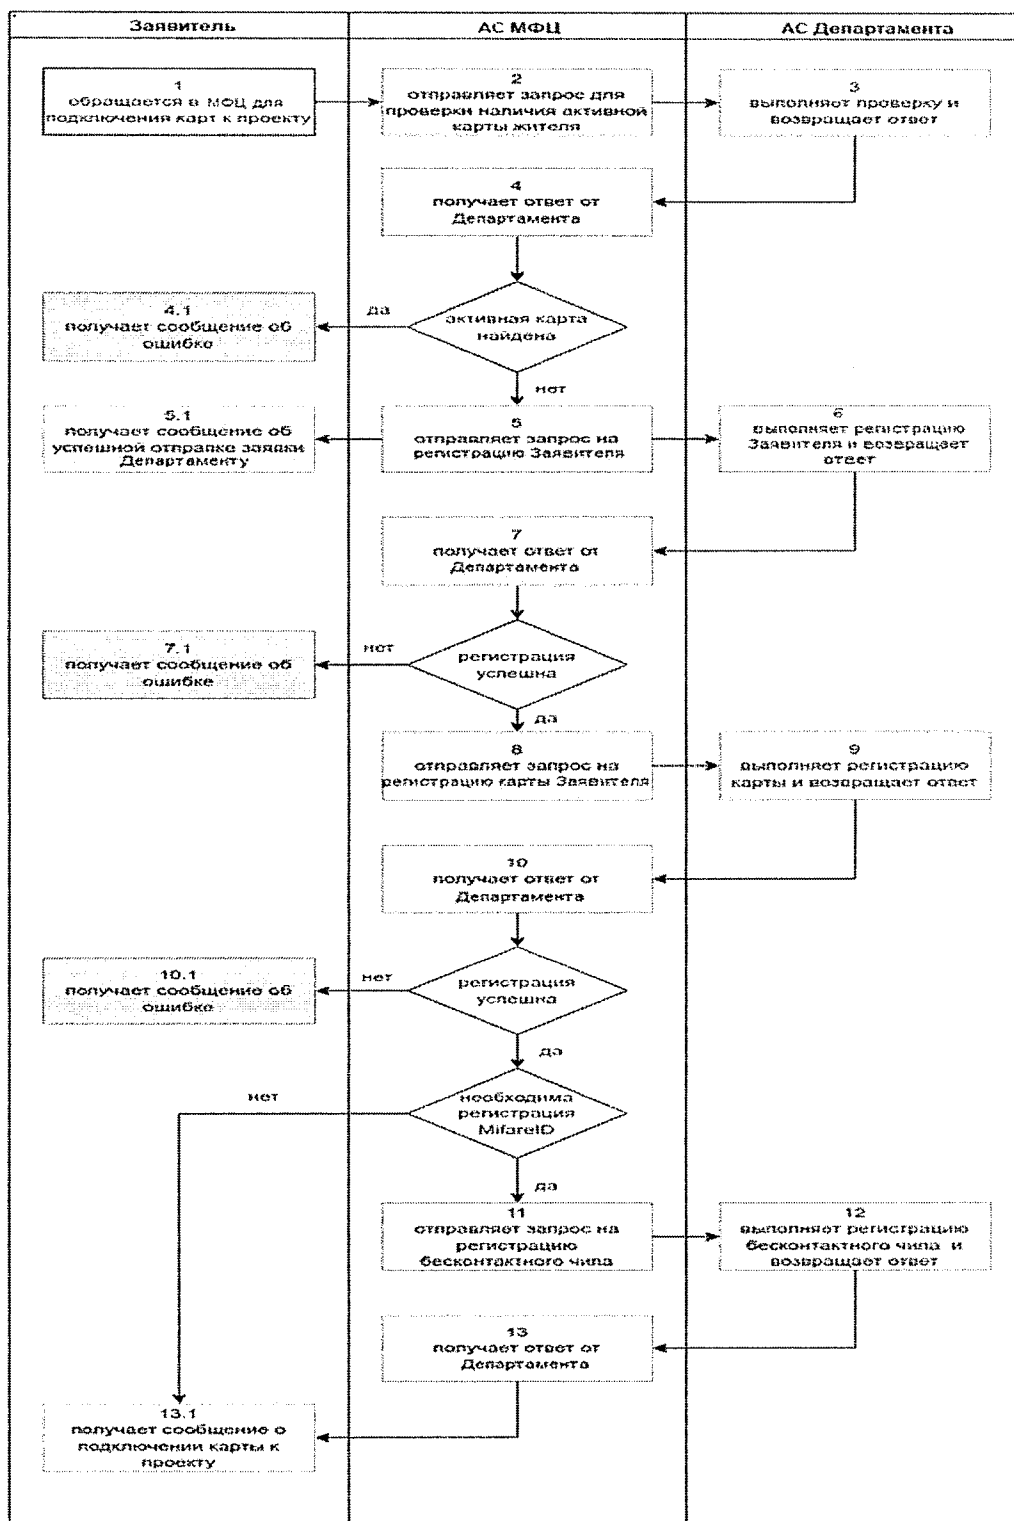 Заявитель
АС МФЦ
АС Департамента
1
обращается в МФЦ для
подключения карт к проекту
2
отправляет запрос для
проверки наличия активной
карты жителя
3
выполняет проверку и
возвращает ответ
4
получает ответ от
Департамента
активная карта
найдена
да
4.1
получает сообщение об
ошибке
нет
5.1
получает сообщение об
успешной отправке заявки
Департаменту
5
отправляет запрос на
регистрацию Заявителя
6
выполняет регистрацию
Заявителя и возвращает
ответ
7
получает ответ от
Департамента
регистрация
успешна
нет
7.1
получает сообщение об
ошибке
да
8
отправляет запрос на
регистрацию карты Заявителя
9
выполняет регистрацию
карты и возвращает ответ
10
получает ответ от
Департамента
регистрация
успешна
нет
10.1
получает сообщение об
ошибке
да
необходима
регистрация
MifareID
нет
да
11
отправляет запрос на
регистрацию
бесконтактного чипа
12
выполняет регистрацию
бесконтактного чипа и
возвращает ответ
13
получает ответ от
Департамента
13.1
получает сообщение о
подключении карты к
проекту